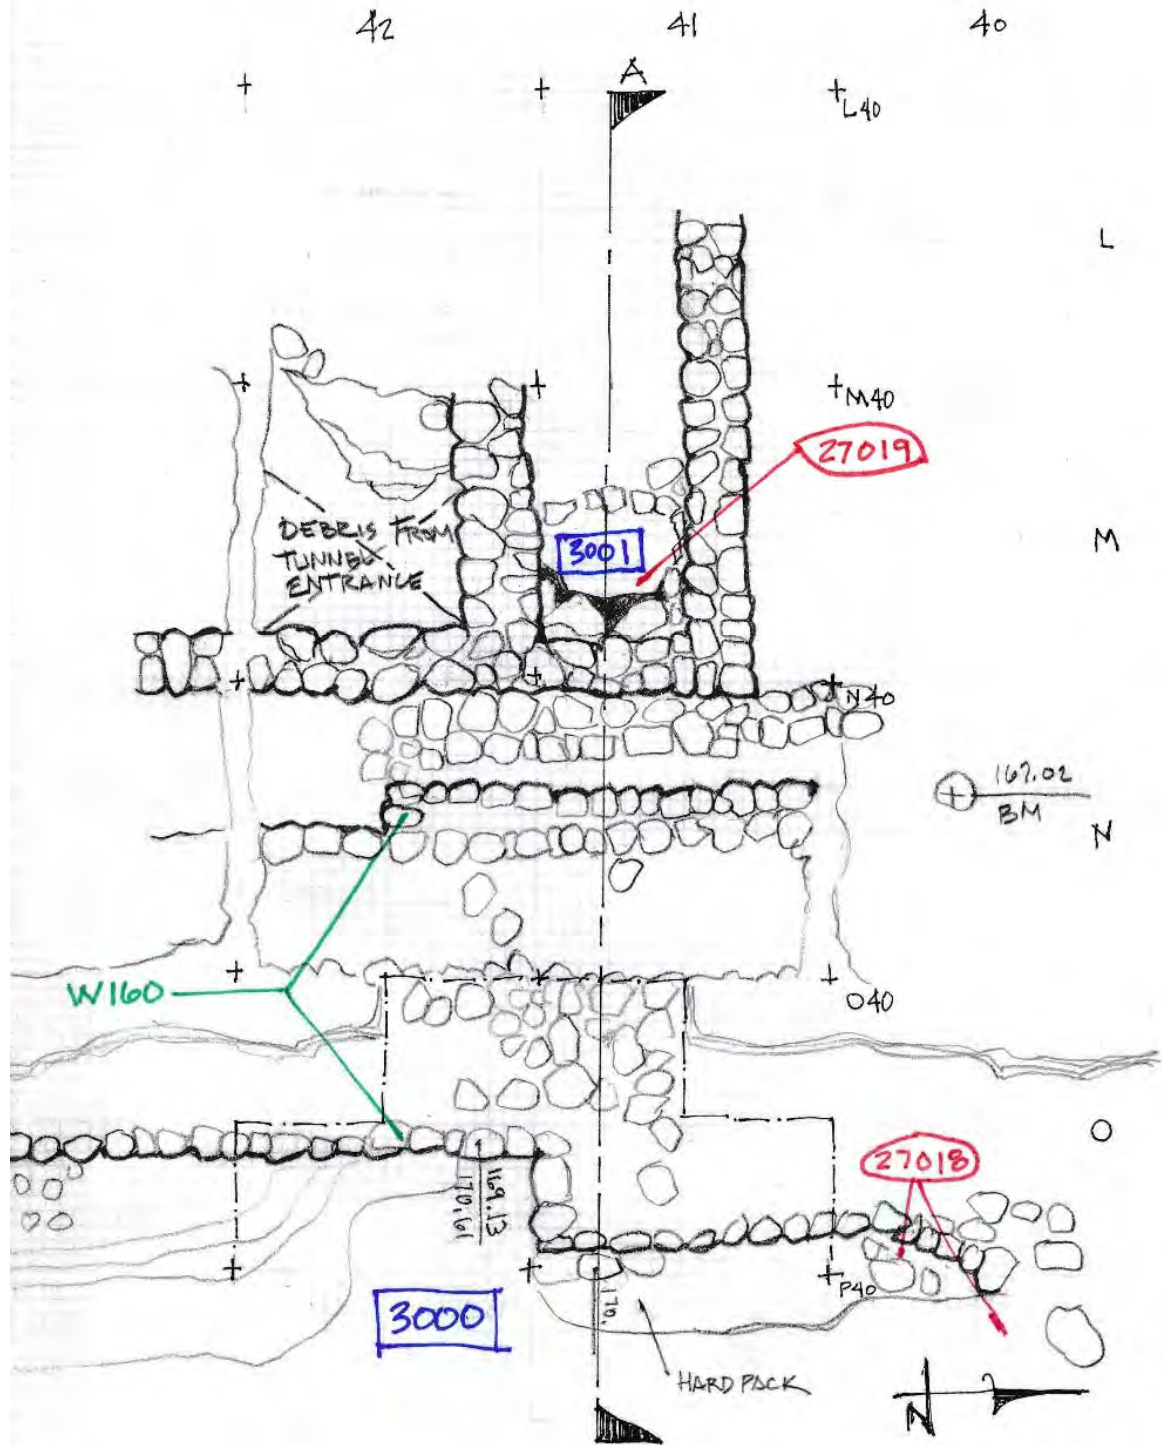 42 41 40
A
L40
L
M40
27019
DEBRIS FROM
TUNNEL
ENTRANCE
3001
M
N40
167.02
BM
N
W160
O40
O
27018
169.13
170.61
P40
3000
170.
HARD PACK
N